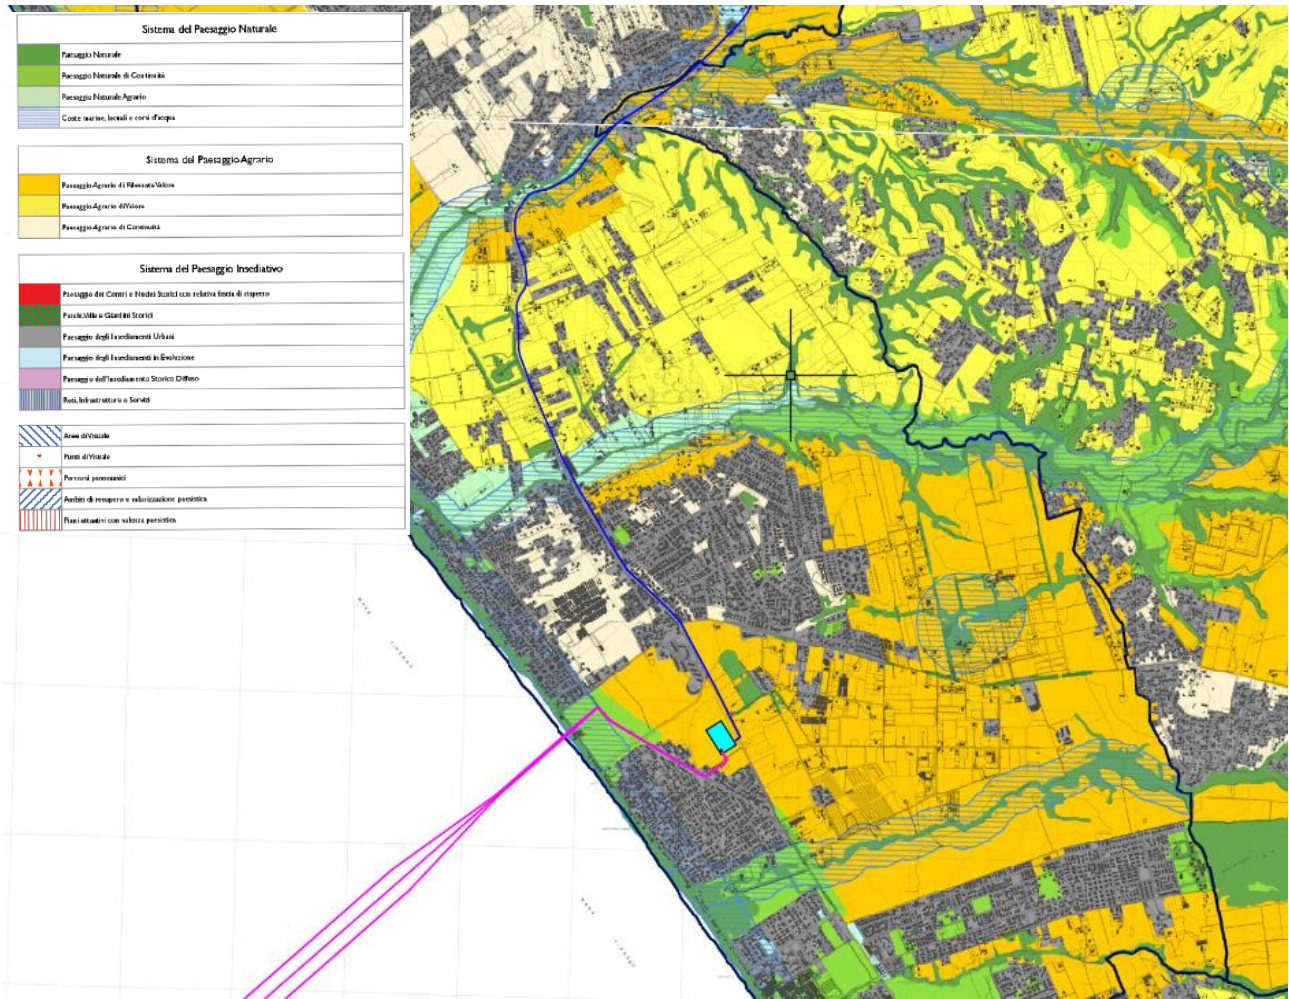 Sistema del Paesaggio Naturale
Paesaggio Naturale
Paesaggio Naturale di Continuità
Paesaggio Naturale Agrario
Coste marine, lacuali e corsi d'acqua
Sistema del Paesaggio Agrario
Paesaggio Agrario di Rilevante Valore
Paesaggio Agrario di Valore
Paesaggio Agrario di Continuità
Sistema del Paesaggio Insediativo
Paesaggio dei Centri e Nuclei Storici con relativa fascia di rispetto
Parchi, Ville e Giardini Storici
Paesaggio degli Insediamenti Urbani
Paesaggio degli Insediamenti in Evoluzione
Paesaggio dell'Insediamento Storico Diffuso
Reti, Infrastrutture e Servizi
Aree di Visuale
Punti di Visuale
Percorsi panoramici
Ambiti di recupero e valorizzazione paesistica
Piani attuativi con valenza paesistica
MARE
TIRRENO
MARE
TIRRENO